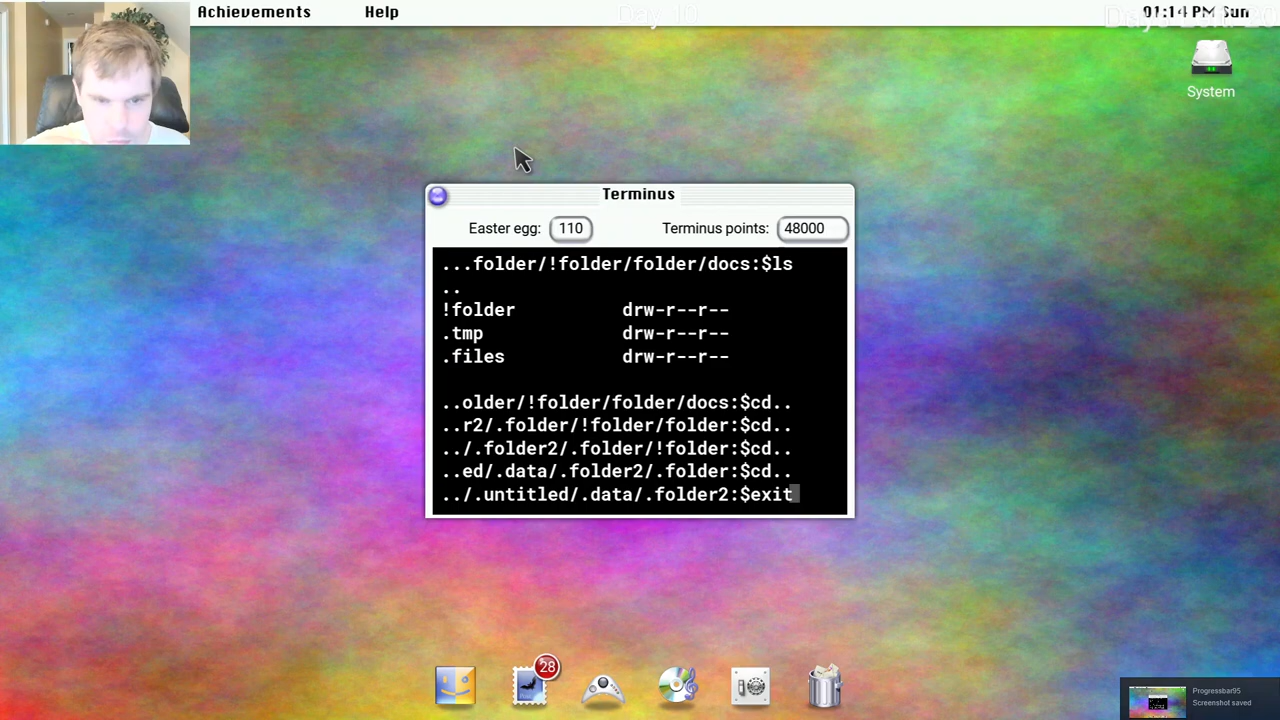 Achievements Help Day 10 01:14 PM Sun
System
Terminus
Easter egg: 110 Terminus points: 48000
...folder/!folder/folder/docs:$ls
..
!folder drw-r--r--
.tmp drw-r--r--
.files drw-r--r--
..older/!folder/folder/docs:$cd..
..r2/.folder/!folder/folder:$cd..
../.folder2/.folder/!folder:$cd..
..ed/.data/.folder2/.folder:$cd..
../.untitled/.data/.folder2:$exit
28
Progressbar95
Screenshot saved